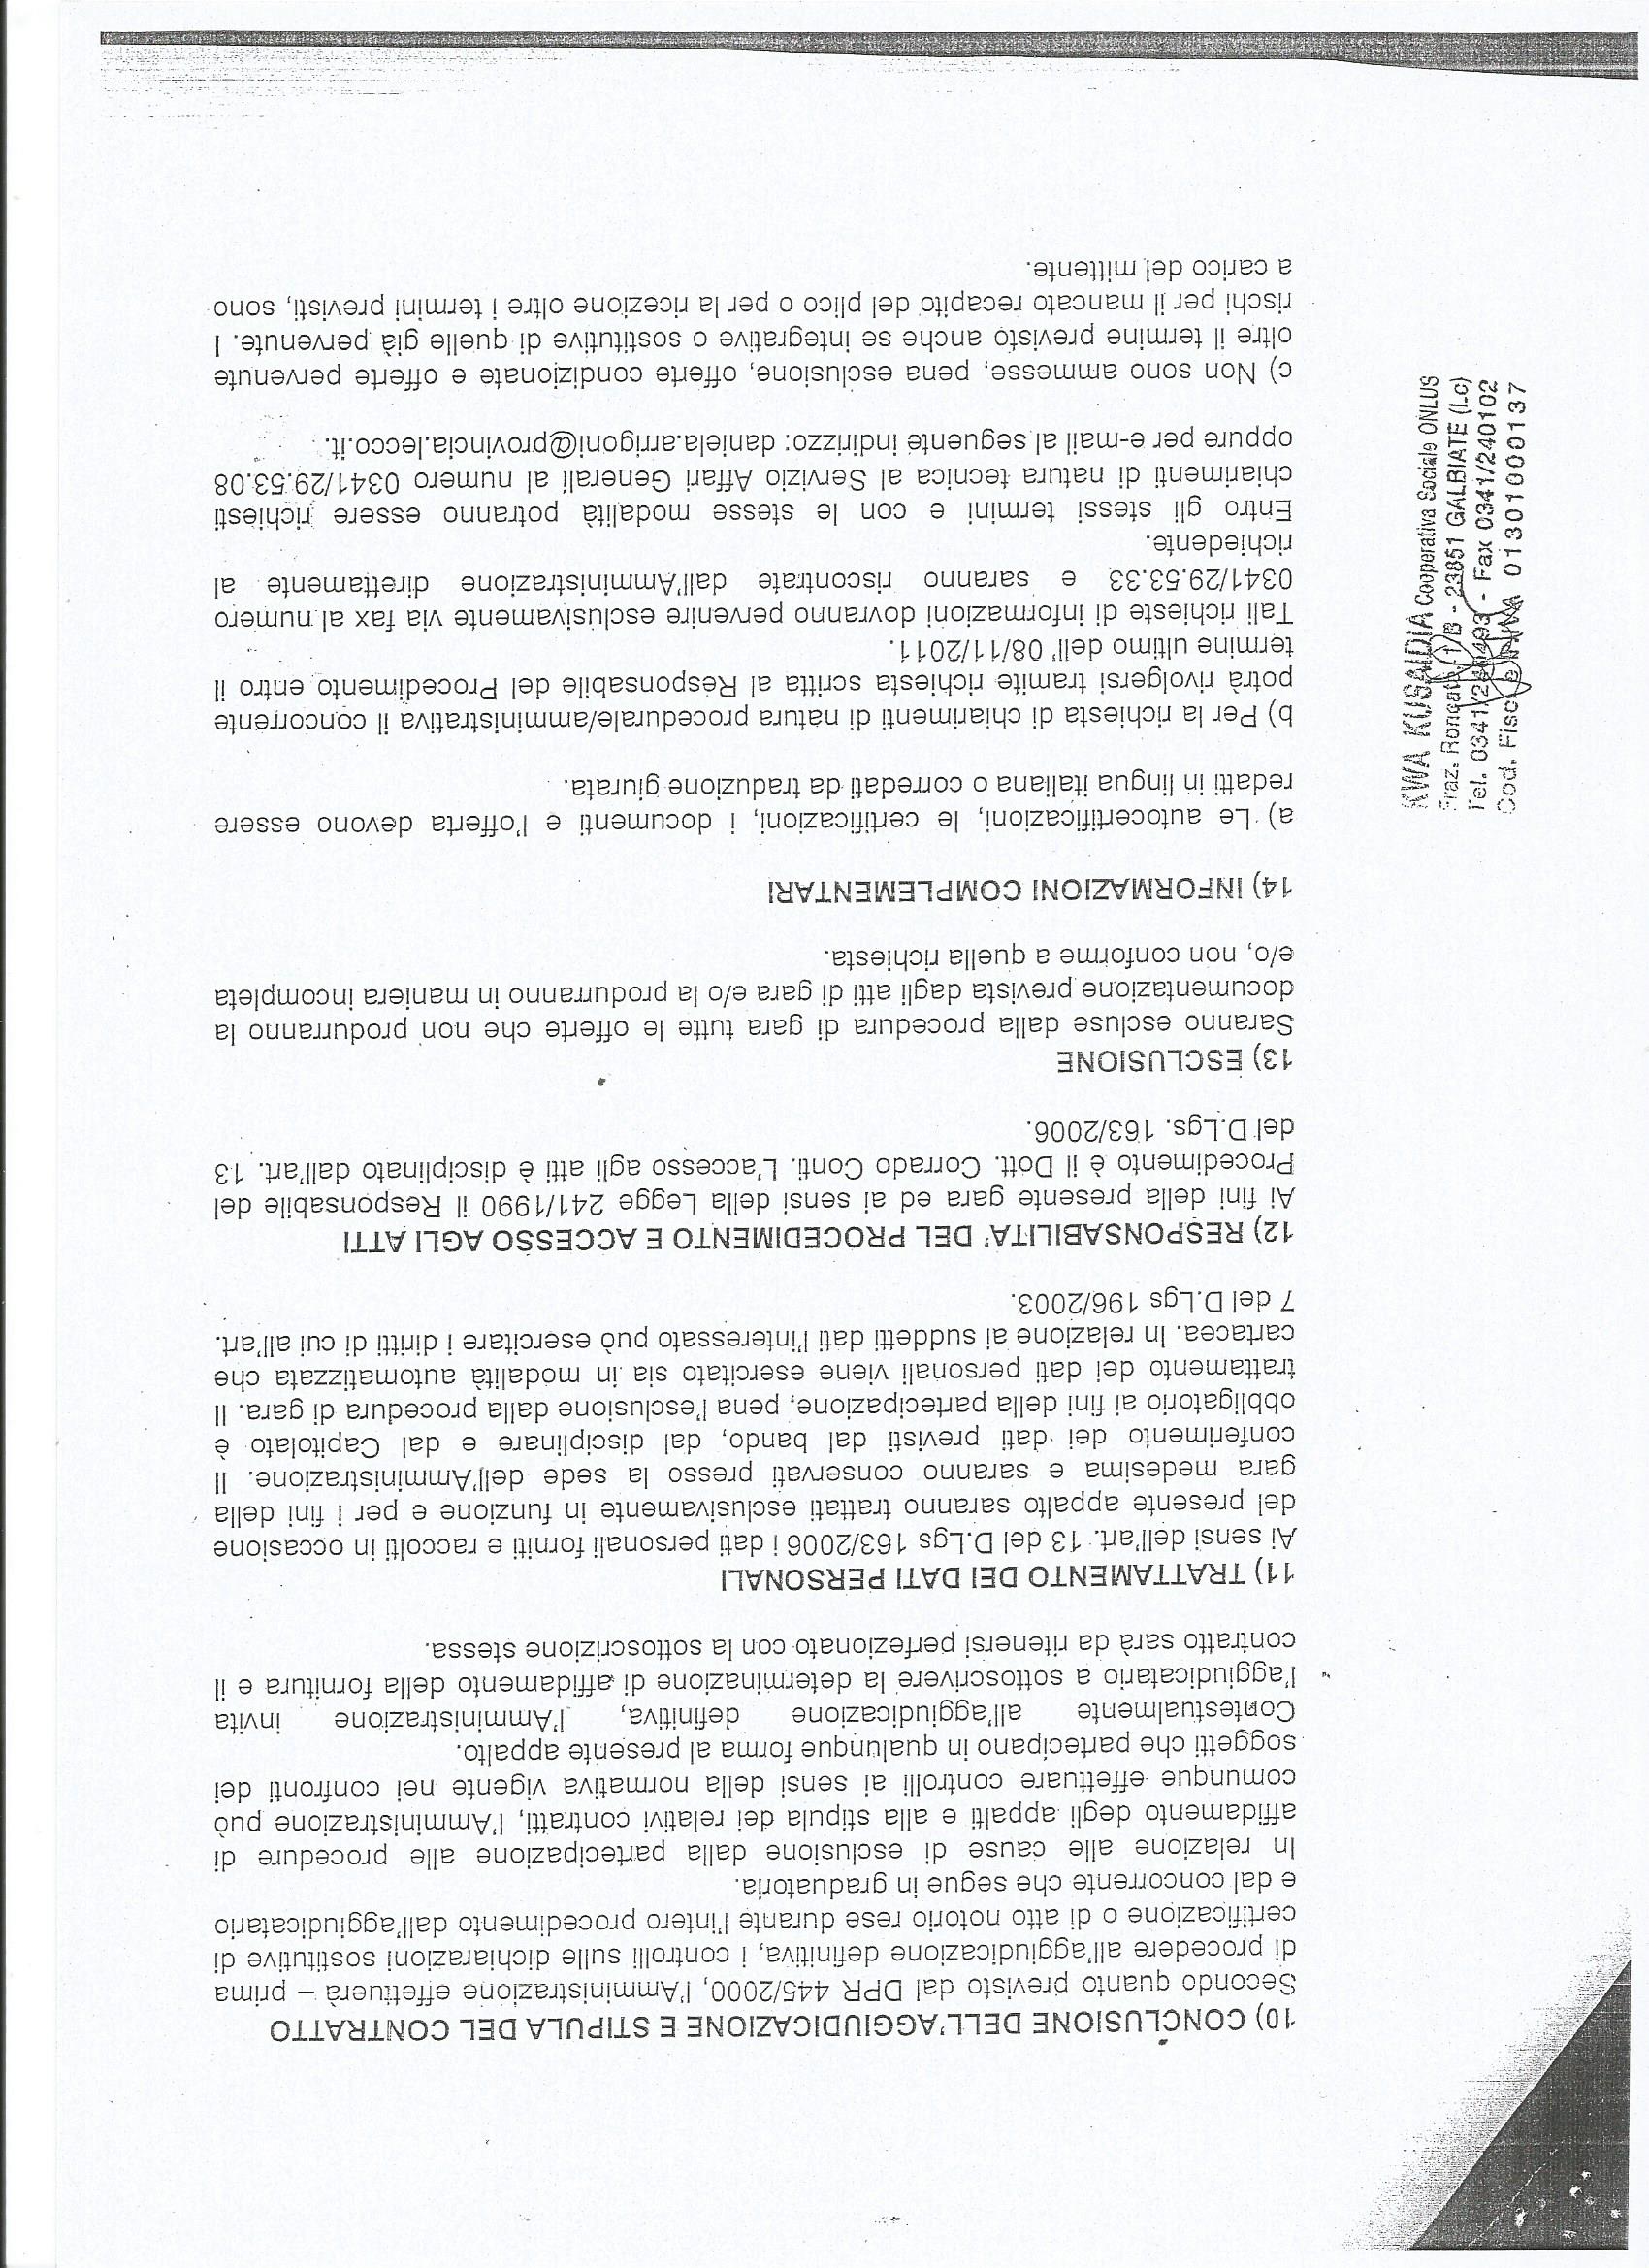 10) CONCLUSIONE DELL'AGGIUDICAZIONE E STIPULA DEL CONTRATTO
Secondo quanto previsto dal DPR 445/2000, l'Amministrazione effettuerà – prima
di procedere all'aggiudicazione definitiva, i controlli sulle dichiarazioni sostitutive di
certificazione o di atto notorio rese durante l'intero procedimento dall'aggiudicatario
e dal concorrente che segue in graduatoria.
In relazione alle cause di esclusione dalla partecipazione alle procedure di
affidamento degli appalti e alla stipula dei relativi contratti, l'Amministrazione può
comunque effettuare controlli ai sensi della normativa vigente nei confronti dei
soggetti che partecipano in qualunque forma al presente appalto.
Contestualmente all'aggiudicazione definitiva, l'Amministrazione invita
l'aggiudicatario a sottoscrivere la determinazione di affidamento della fornitura e il
contratto sarà da ritenersi perfezionato con la sottoscrizione stessa.
11) TRATTAMENTO DEI DATI PERSONALI
Ai sensi dell'art. 13 del D.Lgs 163/2006 i dati personali forniti e raccolti in occasione
del presente appalto saranno trattati esclusivamente in funzione e per i fini della
gara medesima e saranno conservati presso la sede dell'Amministrazione. Il
conferimento dei dati previsti dal bando, dal disciplinare e dal Capitolato è
obbligatorio ai fini della partecipazione, pena l'esclusione dalla procedura di gara. Il
trattamento dei dati personali viene esercitato sia in modalità automatizzata che
cartacea. In relazione ai suddetti dati l'interessato può esercitare i diritti di cui all'art.
7 del D.Lgs 196/2003.
12) RESPONSABILITA' DEL PROCEDIMENTO E ACCESSO AGLI ATTI
Ai fini della presente gara ed ai sensi della Legge 241/1990 il Responsabile del
Procedimento è il Dott. Corrado Conti. L'accesso agli atti è disciplinato dall'art. 13
del D.Lgs. 163/2006.
13) ESCLUSIONE
Saranno escluse dalla procedura di gara tutte le offerte che non produrranno la
documentazione prevista dagli atti di gara e/o la produrranno in maniera incompleta
e/o, non conforme a quella richiesta.
14) INFORMAZIONI COMPLEMENTARI
a) Le autocertificazioni, le certificazioni, i documenti e l'offerta devono essere
redatti in lingua italiana o corredati da traduzione giurata.
b) Per la richiesta di chiarimenti di natura procedurale/amministrativa il concorrente
potrà rivolgersi tramite richiesta scritta al Responsabile del Procedimento entro il
termine ultimo dell' 08/11/2011.
Tali richieste di informazioni dovranno pervenire esclusivamente via fax al numero
0341/29.53.33 e saranno riscontrate dall'Amministrazione direttamente al
richiedente.
Entro gli stessi termini e con le stesse modalità potranno essere richiesti
chiarimenti di natura tecnica al Servizio Affari Generali al numero 0341/29.53.08
oppure per e-mail al seguente indirizzo: daniela.arrigoni@provincia.lecco.it.
c) Non sono ammesse, pena esclusione, offerte condizionate e offerte pervenute
oltre il termine previsto anche se integrative o sostitutive di quelle già pervenute. I
rischi per il mancato recapito del plico o per la ricezione oltre i termini previsti, sono
a carico del mittente.
KWA KUSAIDIA Cooperativa Sociale ONLUS
Fraz. 1/B - 23851 GALBIATE (Lc)
Tel. - Fax 0341/240102
Cod. 01301000137